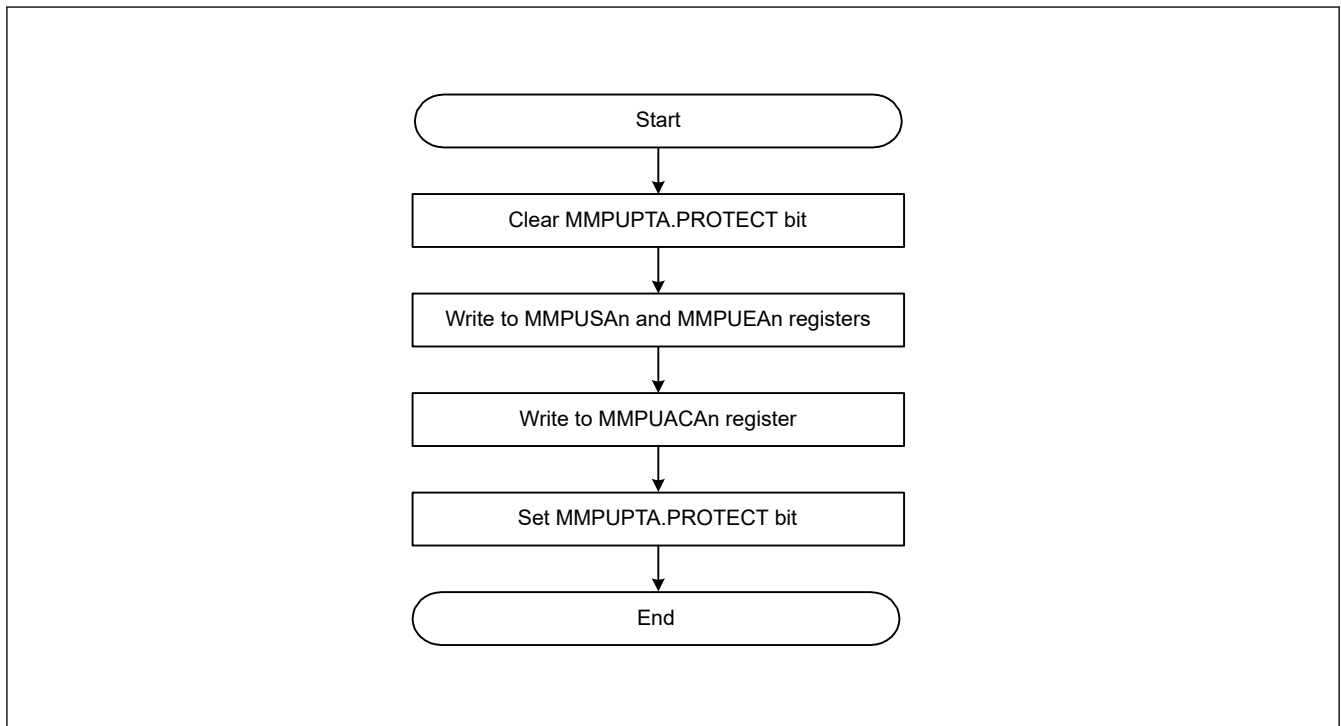 Start
Clear MMPUPTA.PROTECT bit
Write to MMPUSAn and MMPUEAn registers
Write to MMPUACAn register
Set MMPUPTA.PROTECT bit
End